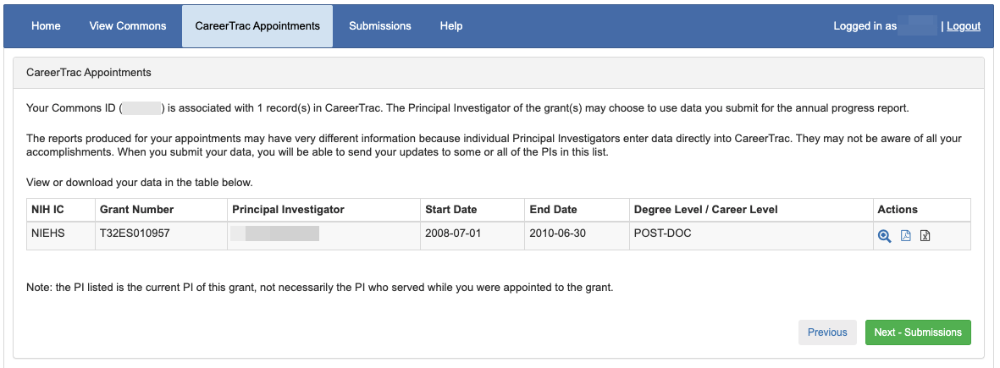 Home View Commons CareerTrac Appointments Submissions Help Logged in as | Logout
CareerTrac Appointments
Your Commons ID ( ) is associated with 1 record(s) in CareerTrac. The Principal Investigator of the grant(s) may choose to use data you submit for the annual progress report.
The reports produced for your appointments may have very different information because individual Principal Investigators enter data directly into CareerTrac. They may not be aware of all your
accomplishments. When you submit your data, you will be able to send your updates to some or all of the PIs in this list.
View or download your data in the table below.
NIH IC Grant Number Principal Investigator Start Date End Date Degree Level / Career Level Actions
NIEHS T32ES010957 2008-07-01 2010-06-30 POST-DOC
Note: the PI listed is the current PI of this grant, not necessarily the PI who served while you were appointed to the grant.
Previous Next - Submissions